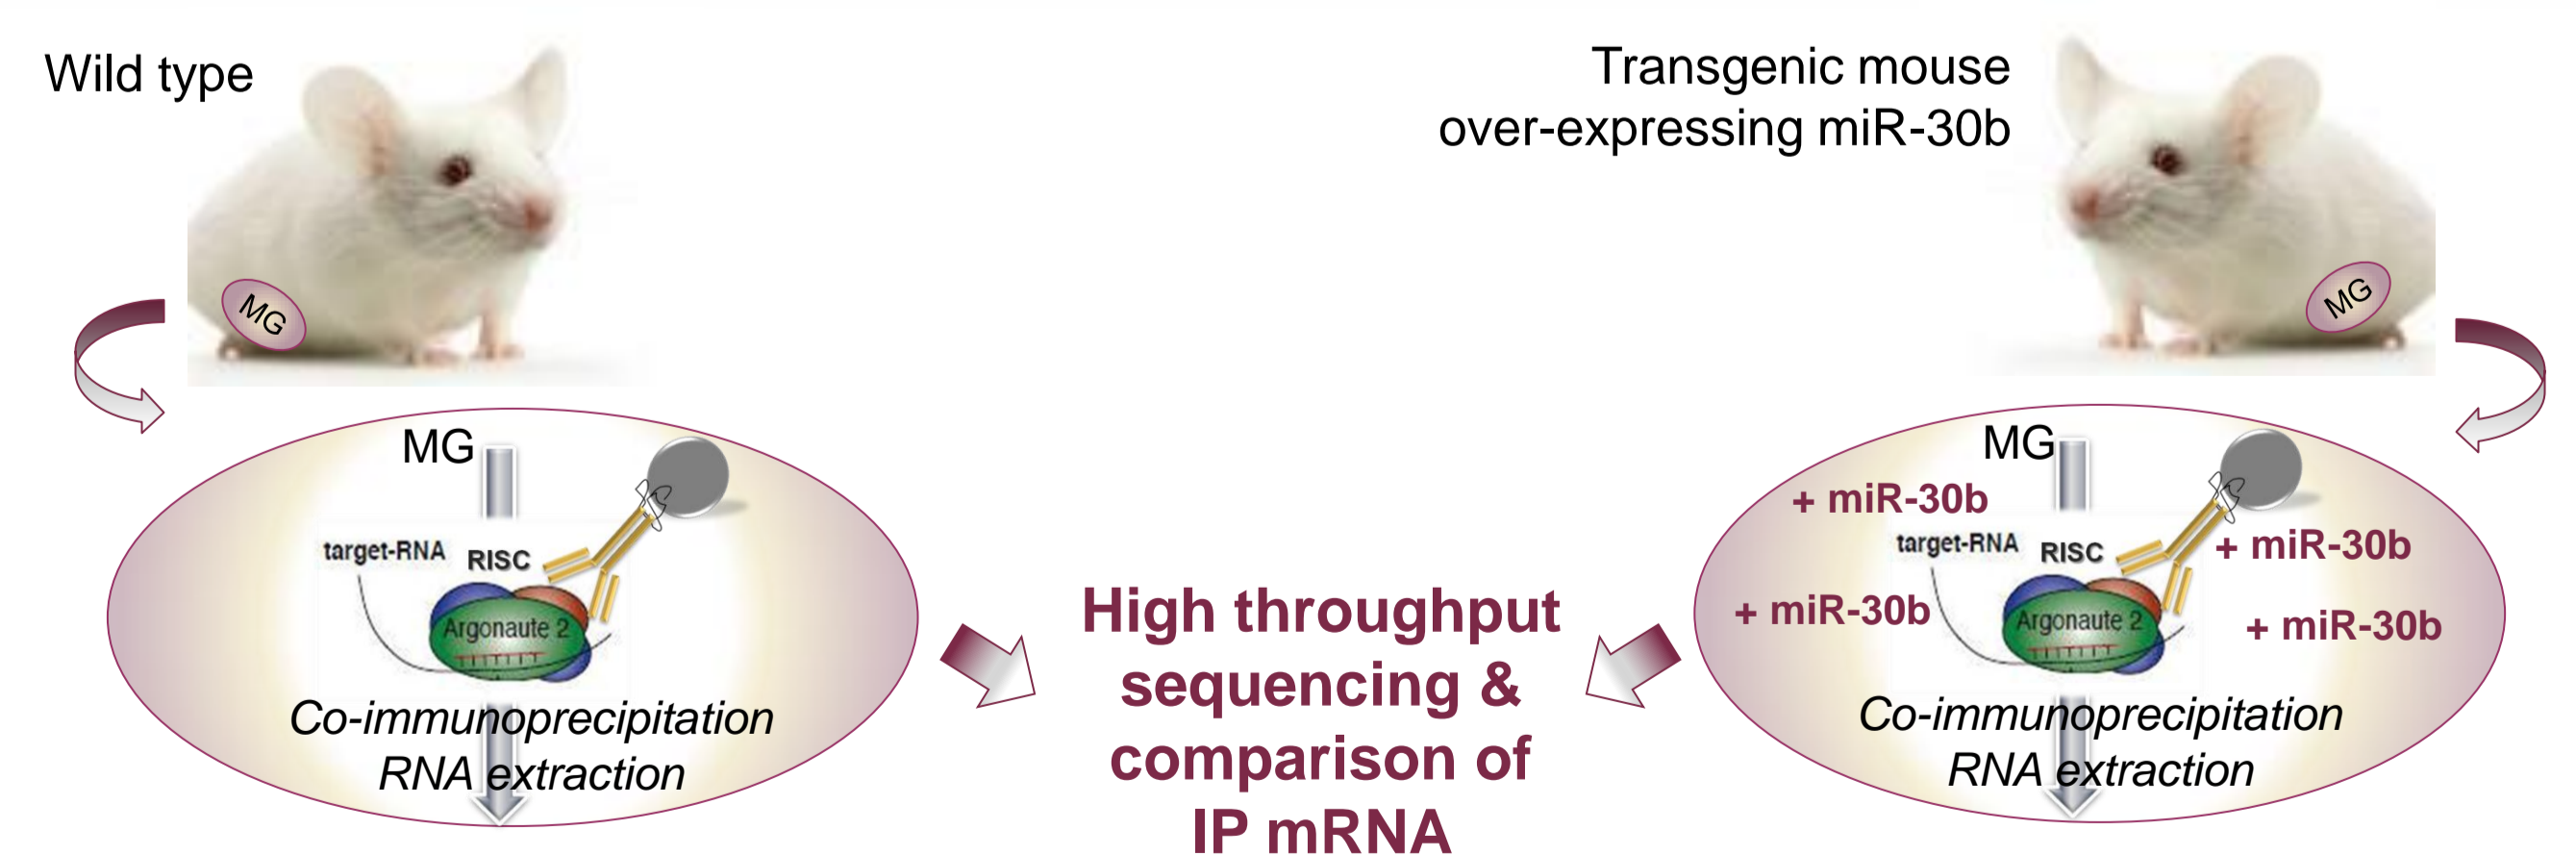 Wild type
MG
MG
target-RNA
RISC
Argonaute 2
Co-immunoprecipitation
RNA extraction
High throughput
sequencing &
comparison of
IP mRNA
Transgenic mouse
over-expressing miR-30b
MG
MG
+ miR-30b
target-RNA
RISC
+ miR-30b
+ miR-30b
Argonaute 2
+ miR-30b
Co-immunoprecipitation
RNA extraction